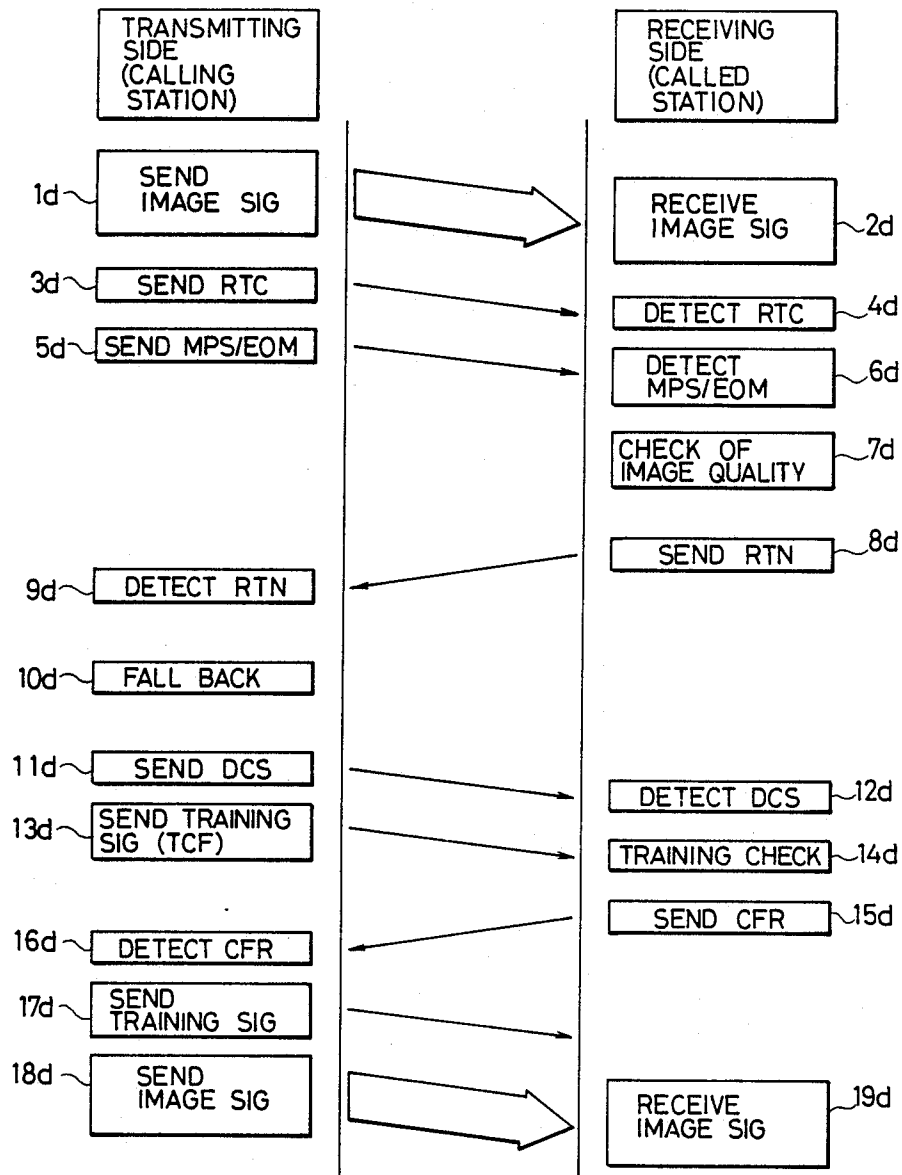 TRANSMITTING
SIDE
(CALLING
STATION)
RECEIVING
SIDE
(CALLED
STATION)
1d
SEND
IMAGE SIG
RECEIVE
IMAGE SIG
2d
3d
SEND RTC
DETECT RTC
4d
5d
SEND MPS/EOM
DETECT
MPS/EOM
6d
CHECK OF
IMAGE QUALITY
7d
SEND RTN
8d
9d
DETECT RTN
10d
FALL BACK
11d
SEND DCS
DETECT DCS
12d
13d
SEND TRAINING
SIG (TCF)
TRAINING CHECK
14d
SEND CFR
15d
16d
DETECT CFR
17d
SEND
TRAINING SIG
18d
SEND
IMAGE SIG
RECEIVE
IMAGE SIG
19d